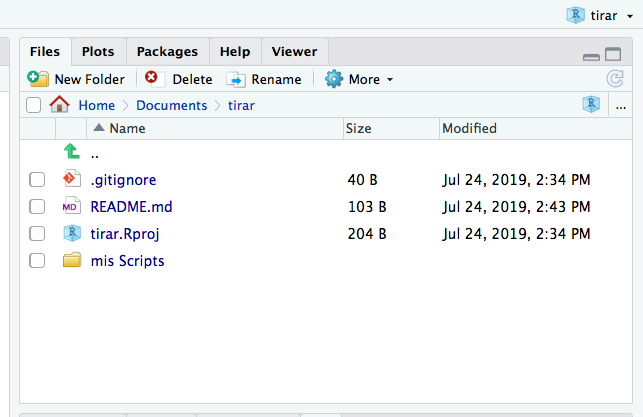 tirar
Files Plots Packages Help Viewer
New Folder Delete Rename More
Home Documents tirar ...
Name Size Modified
..
.gitignore 40 B Jul 24, 2019, 2:34 PM
MD README.md 103 B Jul 24, 2019, 2:43 PM
tirar.Rproj 204 B Jul 24, 2019, 2:34 PM
mis Scripts